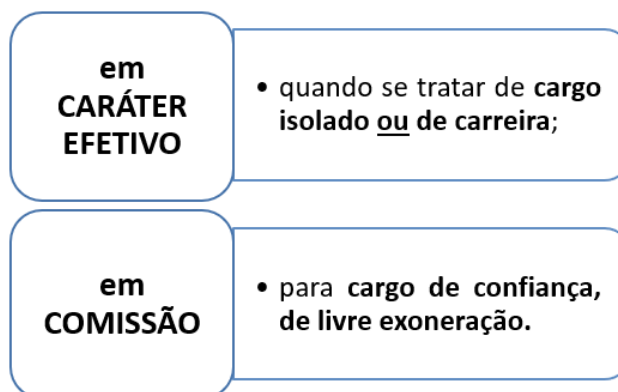 em
CARÁTER
EFETIVO
• quando se tratar de cargo
isolado ou de carreira;
em
COMISSÃO
• para cargo de confiança,
de livre exoneração.